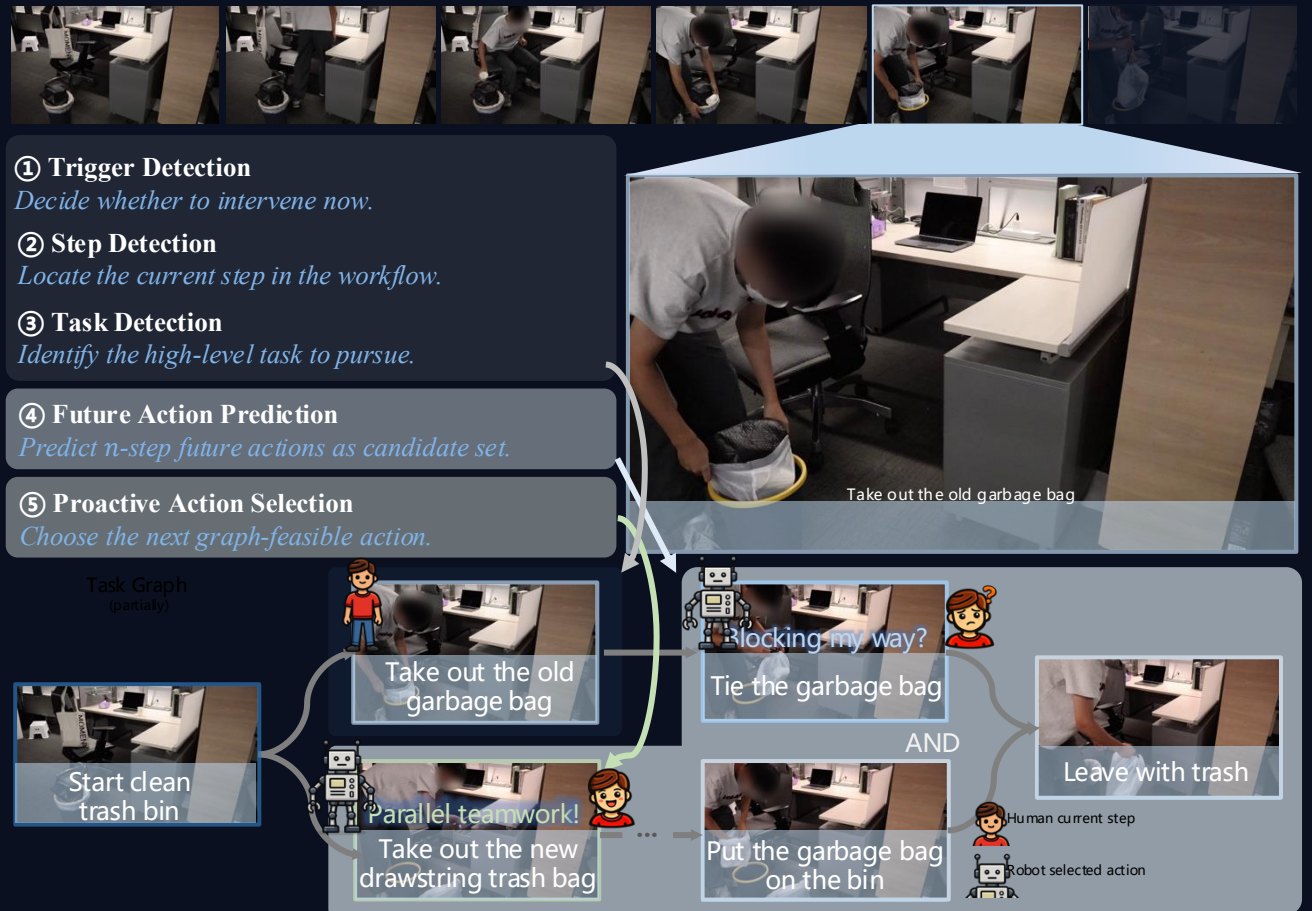 ① Trigger Detection
Decide whether to intervene now.
② Step Detection
Locate the current step in the workflow.
③ Task Detection
Identify the high-level task to pursue.
④ Future Action Prediction
Predict n-step future actions as candidate set.
⑤ Proactive Action Selection
Choose the next graph-feasible action.
Take out the old garbage bag
Task Graph
(partially)
Start clean
trash bin
Take out the old
garbage bag
Parallel teamwork!
Take out the new
drawstring trash bag
...
Blocking my way?
Tie the garbage bag
AND
Put the garbage bag
on the bin
Leave with trash
Human current step
Robot selected action